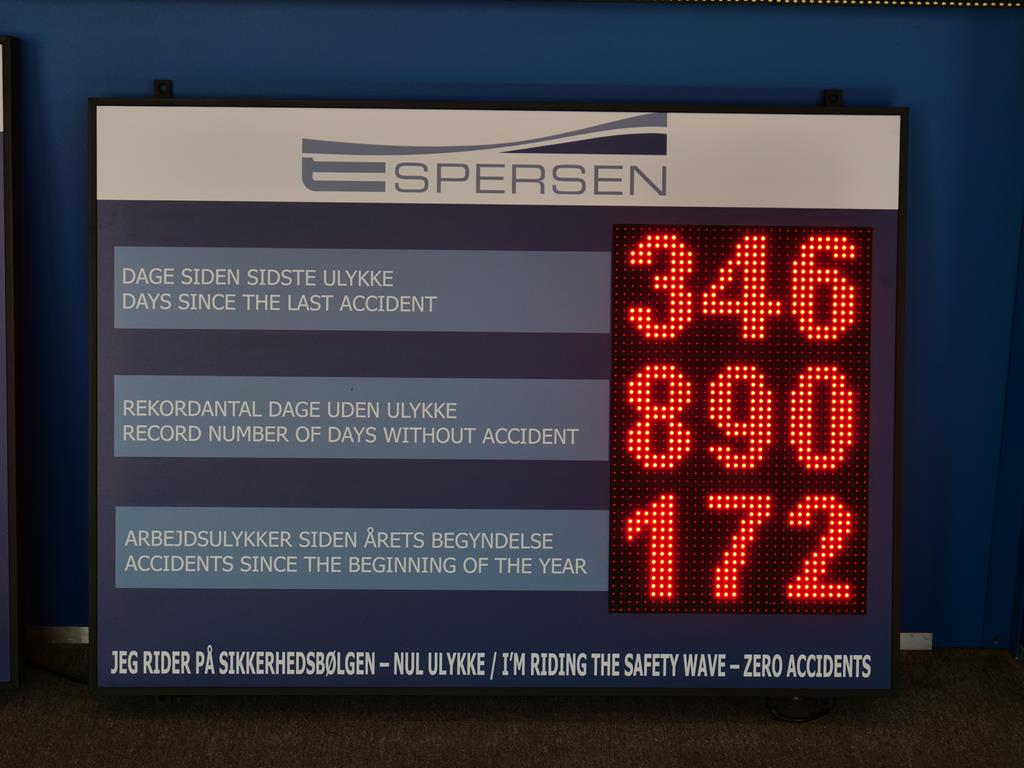 ESPERSEN
DAGE SIDEN SIDSTE ULYKKE
DAYS SINCE THE LAST ACCIDENT
346
REKORDANTAL DAGE UDEN ULYKKE
RECORD NUMBER OF DAYS WITHOUT ACCIDENT
890
ARBEJDSULYKKER SIDEN ÅRETS BEGYNDELSE
ACCIDENTS SINCE THE BEGINNING OF THE YEAR
172
JEG RIDER PÅ SIKKERHEDSBØLGEN – NUL ULYKKE / I'M RIDING THE SAFETY WAVE – ZERO ACCIDENTS